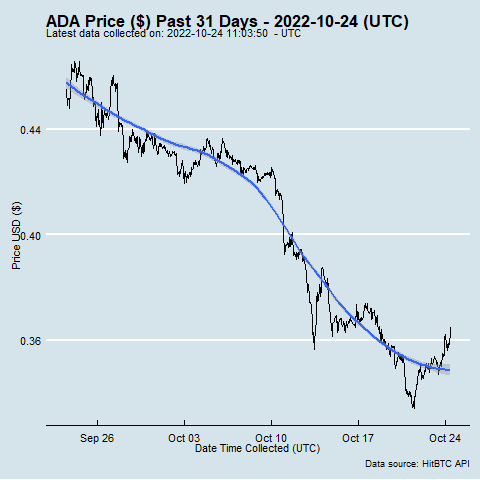 ADA Price ($) Past 31 Days - 2022-10-24 (UTC)
Latest data collected on: 2022-10-24 11:03:50 - UTC
0.44
0.40
0.36
Price USD ($)
Sep 26
Oct 03
Oct 10
Oct 17
Oct 24
Date Time Collected (UTC)
Data source: HitBTC API